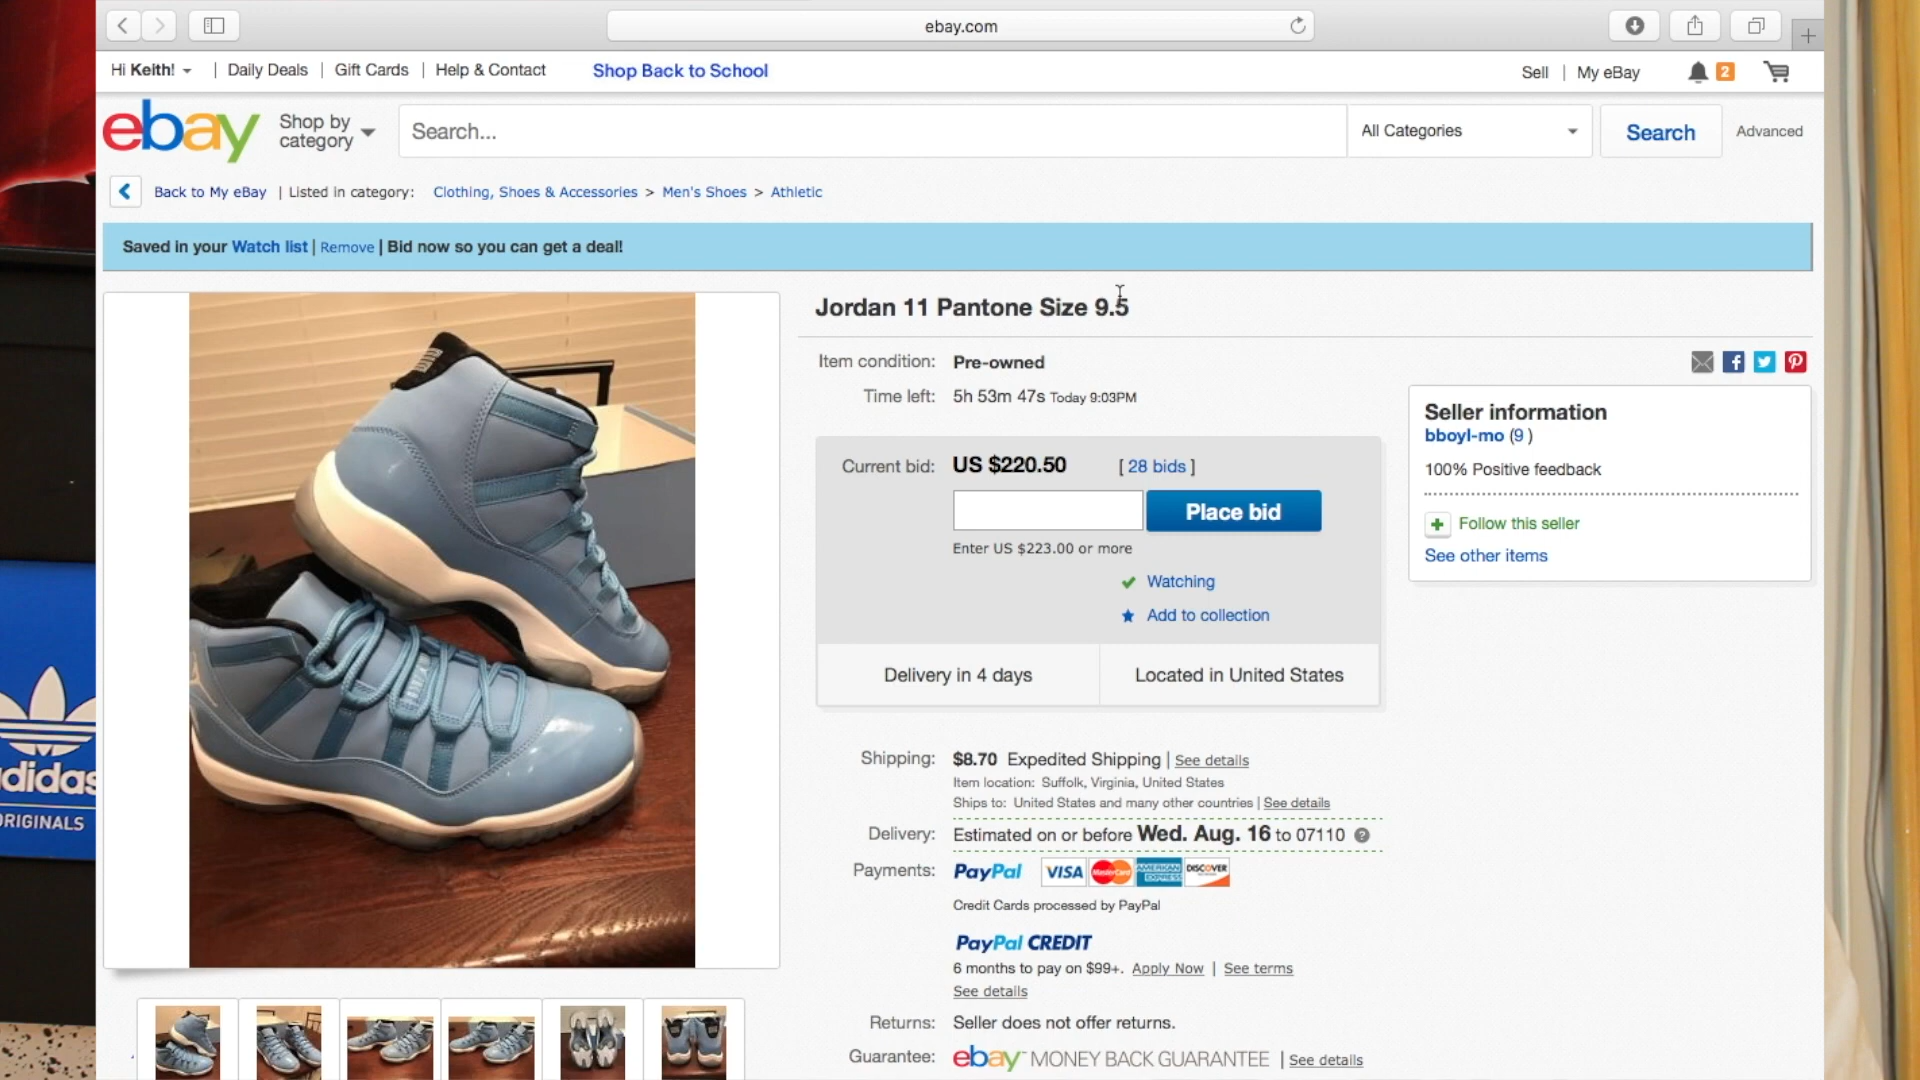 ebay.com
Hi Keith! | Daily Deals | Gift Cards | Help & Contact Shop Back to School Sell | My eBay 2
ebay Shop by category Search... All Categories Search Advanced
Back to My eBay | Listed in category: Clothing, Shoes & Accessories > Men's Shoes > Athletic
Saved in your Watch list | Remove | Bid now so you can get a deal!
Jordan 11 Pantone Size 9.5
Item condition: Pre-owned
Time left: 5h 53m 47s Today 9:03PM
Current bid: US $220.50 [ 28 bids ]
Place bid
Enter US $223.00 or more
Watching
Add to collection
Delivery in 4 days Located in United States
Seller information
bboyl-mo (9 )
100% Positive feedback
Follow this seller
See other items
Shipping: $8.70 Expedited Shipping | See details
Item location: Suffolk, Virginia, United States
Ships to: United States and many other countries | See details
Delivery: Estimated on or before Wed. Aug. 16 to 07110
Payments: PayPal VISA MasterCard AMERICAN EXPRESS DISCOVER
Credit Cards processed by PayPal
PayPal CREDIT
6 months to pay on $99+. Apply Now | See terms
See details
Returns: Seller does not offer returns.
Guarantee: ebay MONEY BACK GUARANTEE | See details
adidas
ORIGINALS